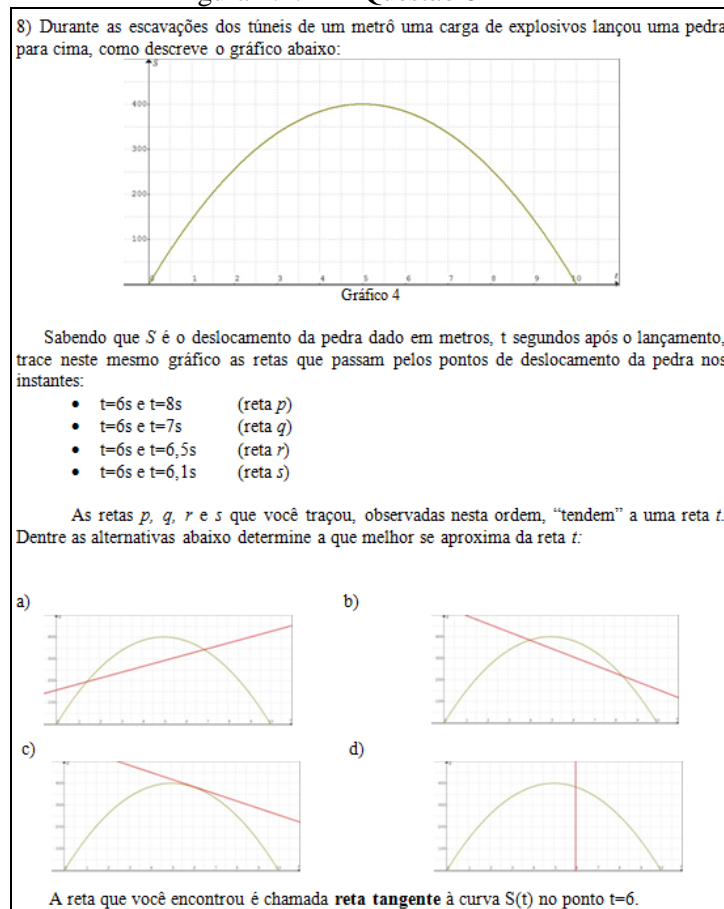 8) Durante as escavações dos túneis de um metrô uma carga de explosivos lançou uma pedra
para cima, como descreve o gráfico abaixo:
S
400
300
200
100
0 1 2 3 4 5 6 7 8 9 10 t
Gráfico 4
Sabendo que S é o deslocamento da pedra dado em metros, t segundos após o lançamento,
trace neste mesmo gráfico as retas que passam pelos pontos de deslocamento da pedra nos
instantes:
• t=6s e t=8s (reta p)
• t=6s e t=7s (reta q)
• t=6s e t=6,5s (reta r)
• t=6s e t=6,1s (reta s)
As retas p, q, r e s que você traçou, observadas nesta ordem, “tendem” a uma reta t.
Dentre as alternativas abaixo determine a que melhor se aproxima da reta t:
a) b)
c) d)
A reta que você encontrou é chamada reta tangente à curva S(t) no ponto t=6.